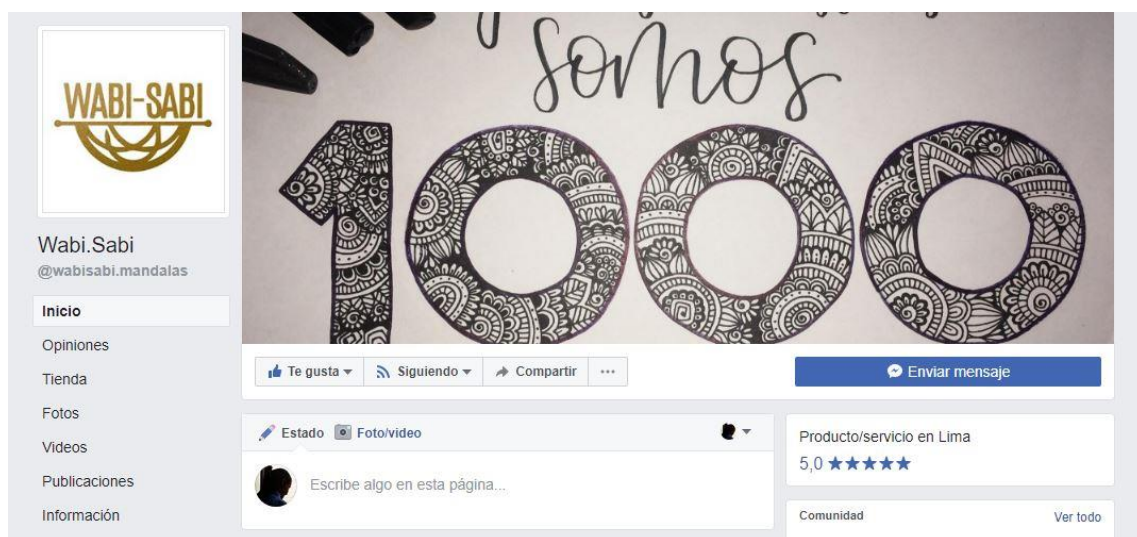 WABI-SABI
Wabi.Sabi
@wabisabi.mandalas
Inicio
Opiniones
Tienda
Fotos
Videos
Publicaciones
Información
somos
1000
Te gusta
Siguiendo
Compartir
Enviar mensaje
Estado
Foto/video
Escribe algo en esta página...
Producto/servicio en Lima
5,0 ★★★★★
Comunidad
Ver todo